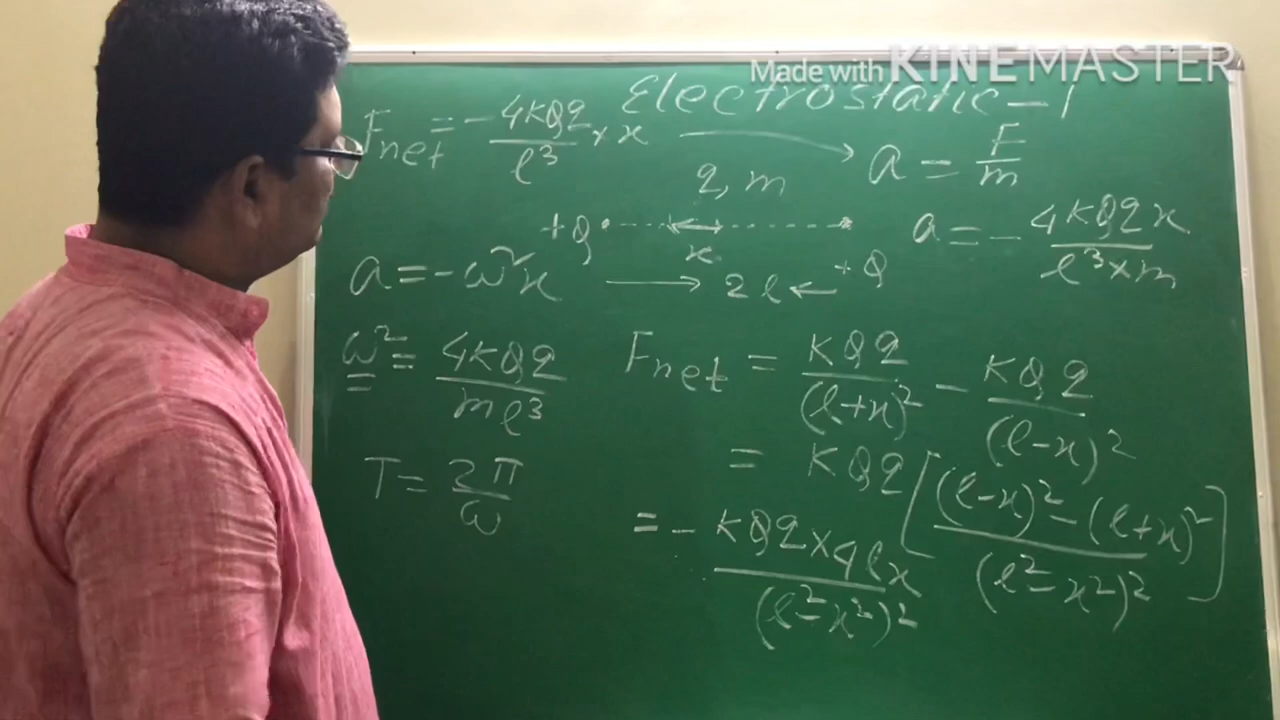 Made with KINEMASTER
Electrostatic-1
Fnet = - 4KQq/l³ × x
a = F/m
q, m
+Q
x
2l
+Q
a = - 4KQqx/l³×m
a = -ω²x
ω² = 4KQq/ml³
T = 2π/ω
Fnet = KQq/(l+x)² - KQq/(l-x)²
= KQq [(l-x)² - (l+x)²/(l²-x²)²]
= - KQq×4lx/(l²-x²)²